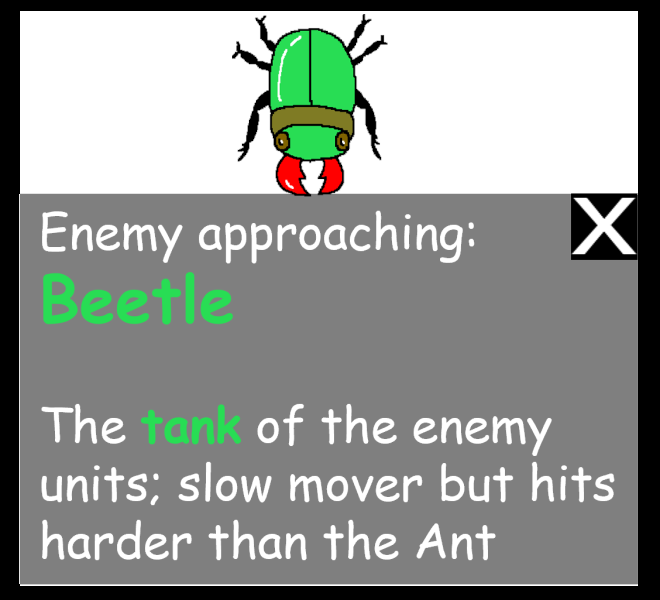 Enemy approaching:
X
Beetle
The tank of the enemy
units; slow mover but hits
harder than the Ant